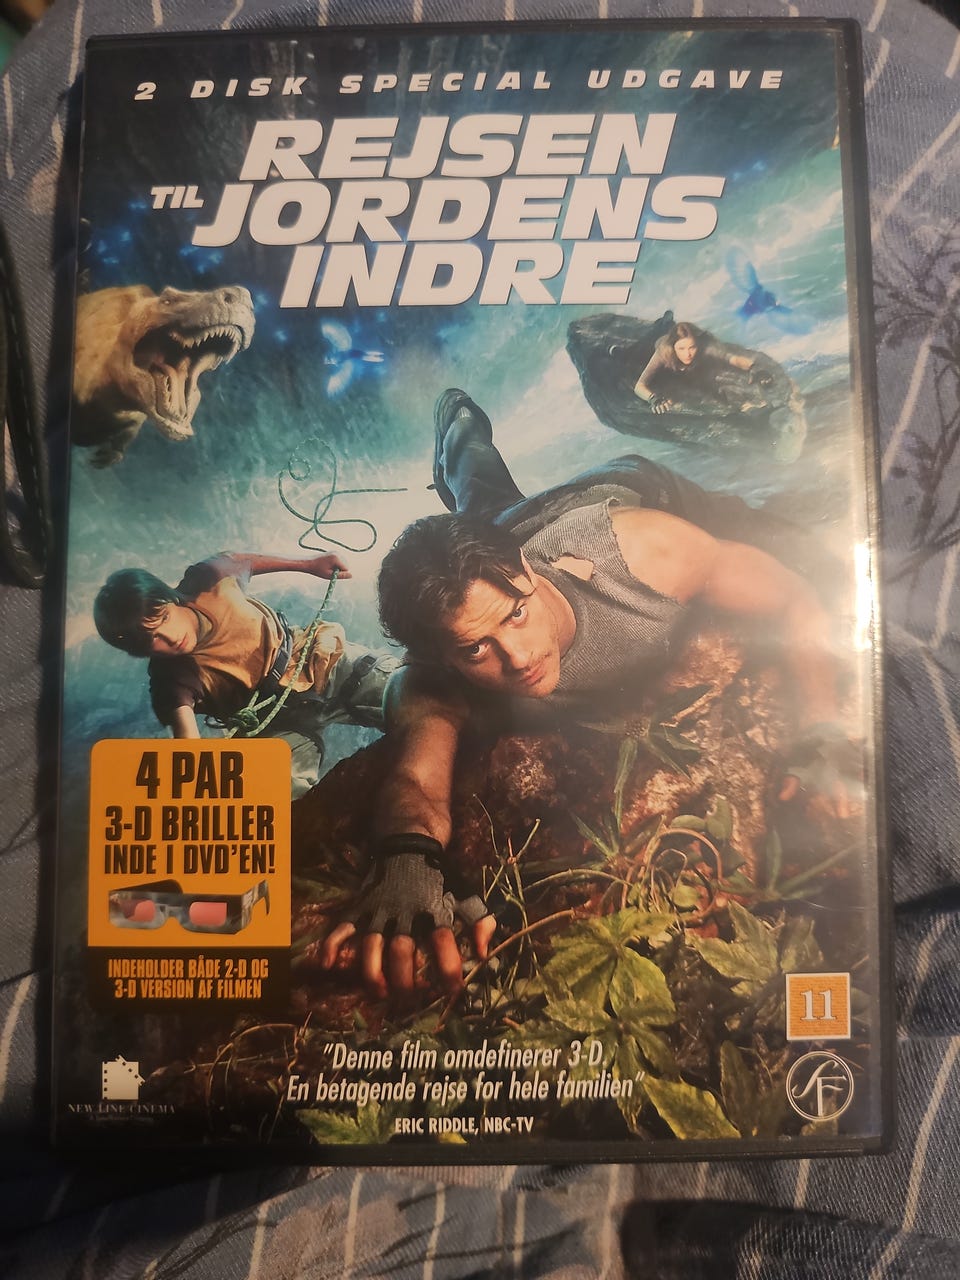 2 DISK SPECIAL UDGAVE
REJSEN
TIL JORDENS
INDRE
4 PAR
3-D BRILLER
INDE I DVD'EN!
INDEHOLDER BÅDE 2-D OG
3-D VERSION AF FILMEN
11
"Denne film omdefinerer 3-D.
En betagende rejse for hele familien"
ERIC RIDDLE, NBC-TV
NEW LINE CINEMA
SF